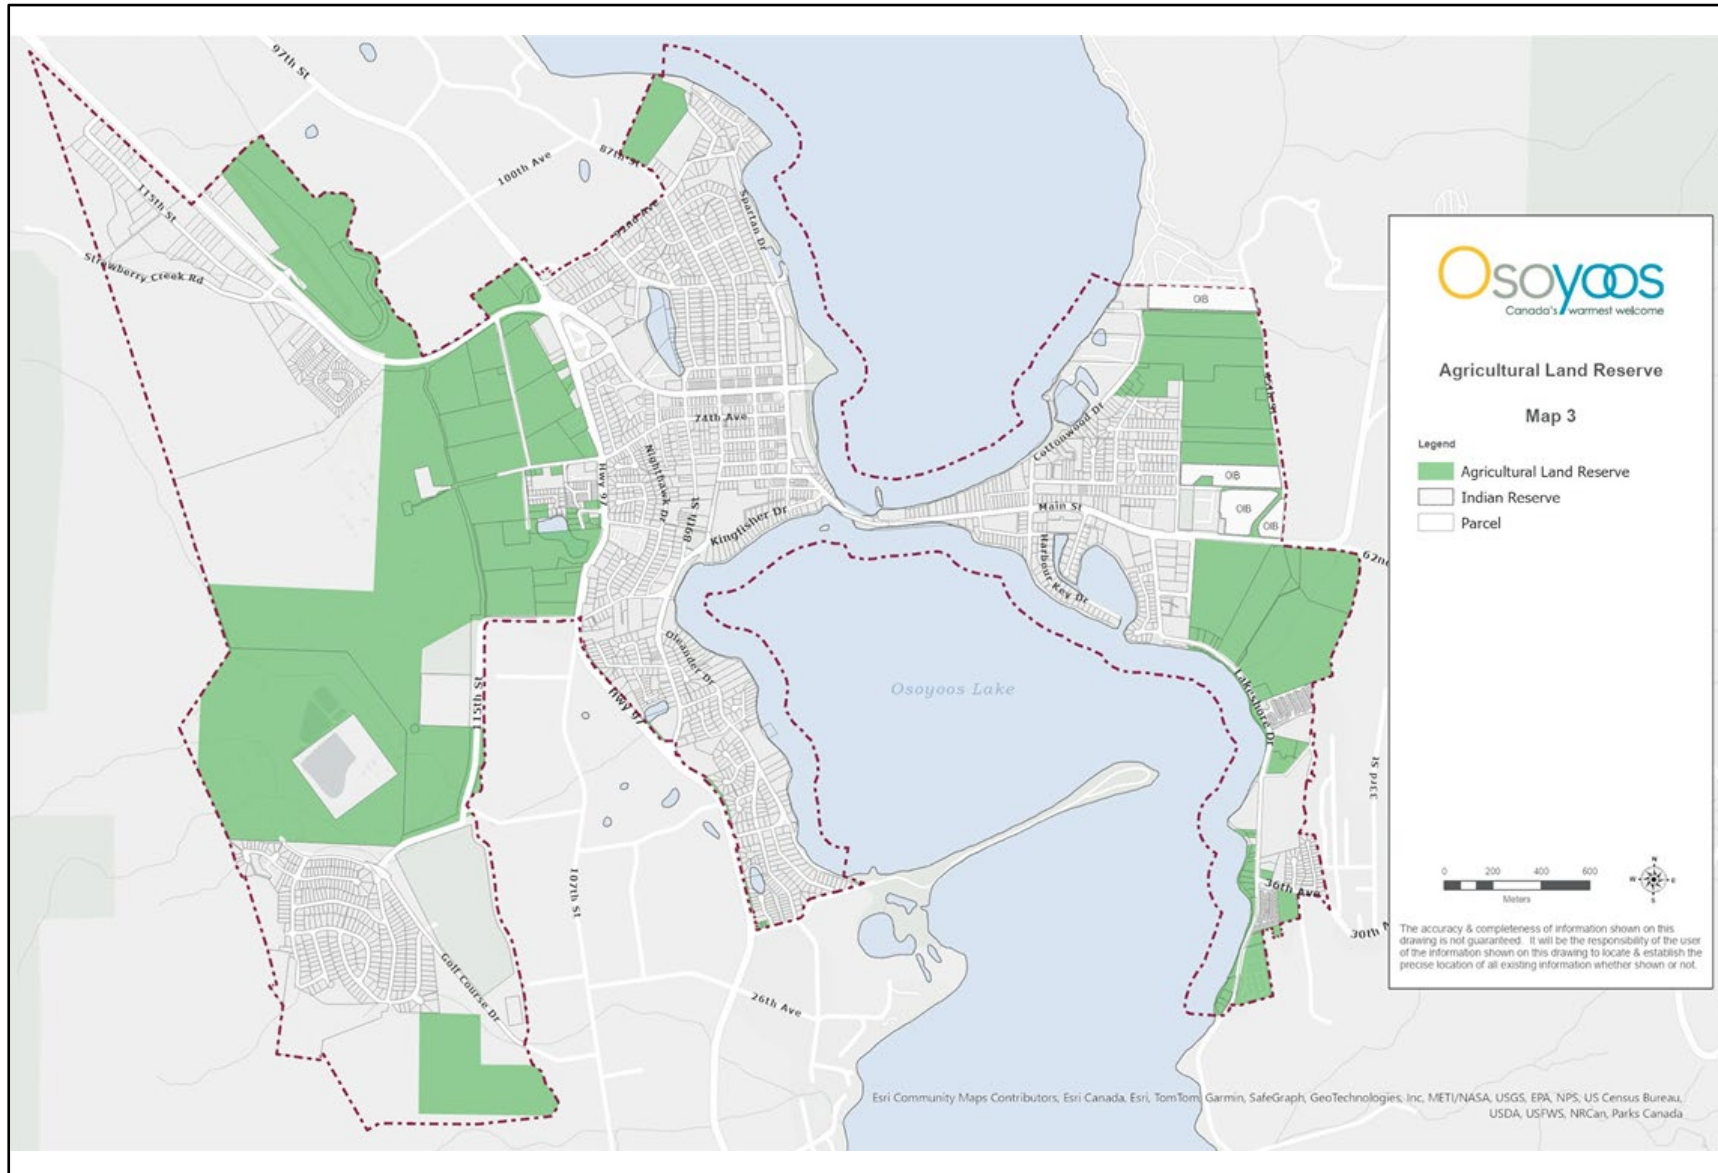 97th St
100th Ave
87th St
92nd Ave
Spartan Dr
115th St
Strawberry Creek Rd
74th Ave
Nighthawk Dr
Hwy 97
89th St
Kingfisher Dr
Cottonwood Dr
Main St
Harbour Key Dr
OIB
45th St
OIB
OIB
OIB
62nd
Oleander Dr
Hwy 97
115th St
Osoyoos Lake
Lakeshore Dr
33rd St
107th St
36th Ave
30th A
Golf Course Dr
26th Ave
Osoyoos
Canada's warmest welcome
Agricultural Land Reserve
Map 3
Legend
Agricultural Land Reserve
Indian Reserve
Parcel
0 200 400 600
Meters
N
W E
S
The accuracy & completeness of information shown on this
drawing is not guaranteed. It will be the responsibility of the user
of the information shown on this drawing to locate & establish the
precise location of all existing information whether shown or not.
Esri Community Maps Contributors, Esri Canada, Esri, TomTom, Garmin, SafeGraph, GeoTechnologies, Inc, METI/NASA, USGS, EPA, NPS, US Census Bureau,
USDA, USFWS, NRCan, Parks Canada